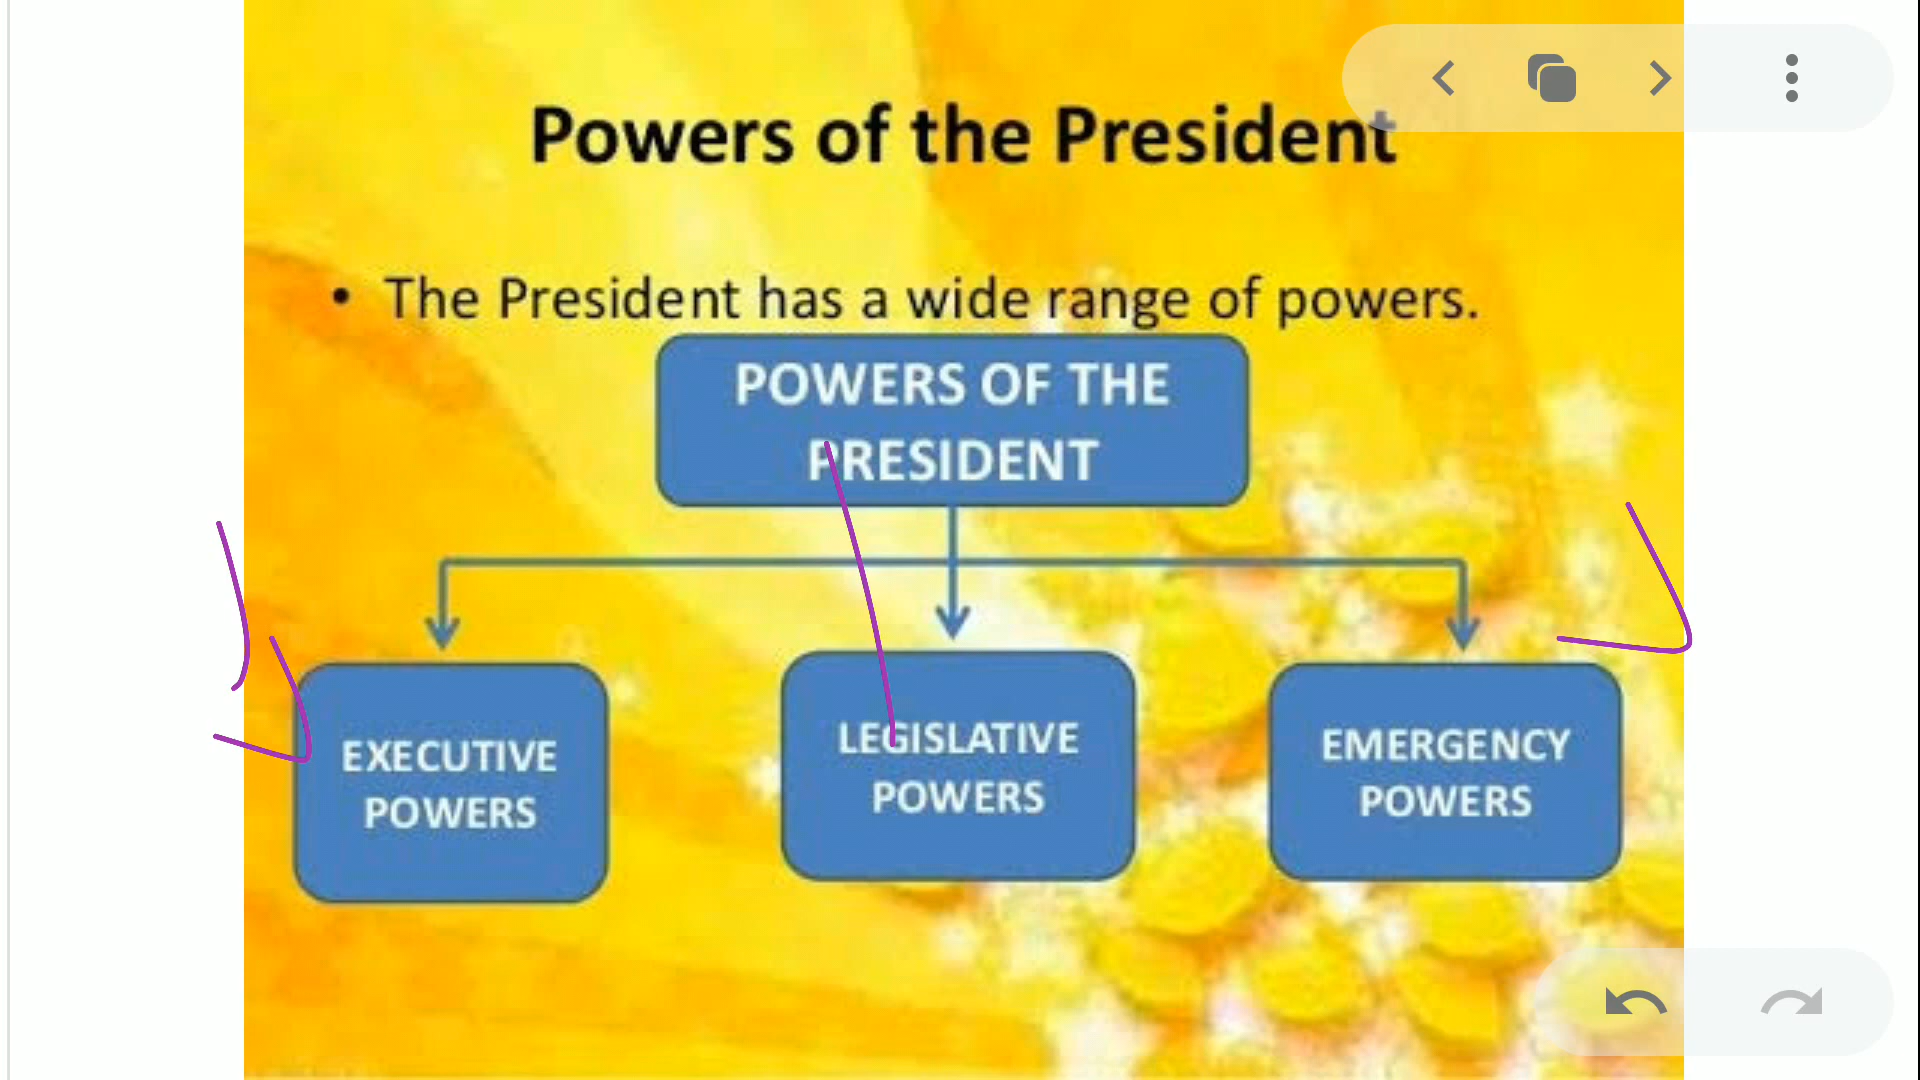 Powers of the President
• The President has a wide range of powers.
POWERS OF THE
PRESIDENT
EXECUTIVE
POWERS
LEGISLATIVE
POWERS
EMERGENCY
POWERS